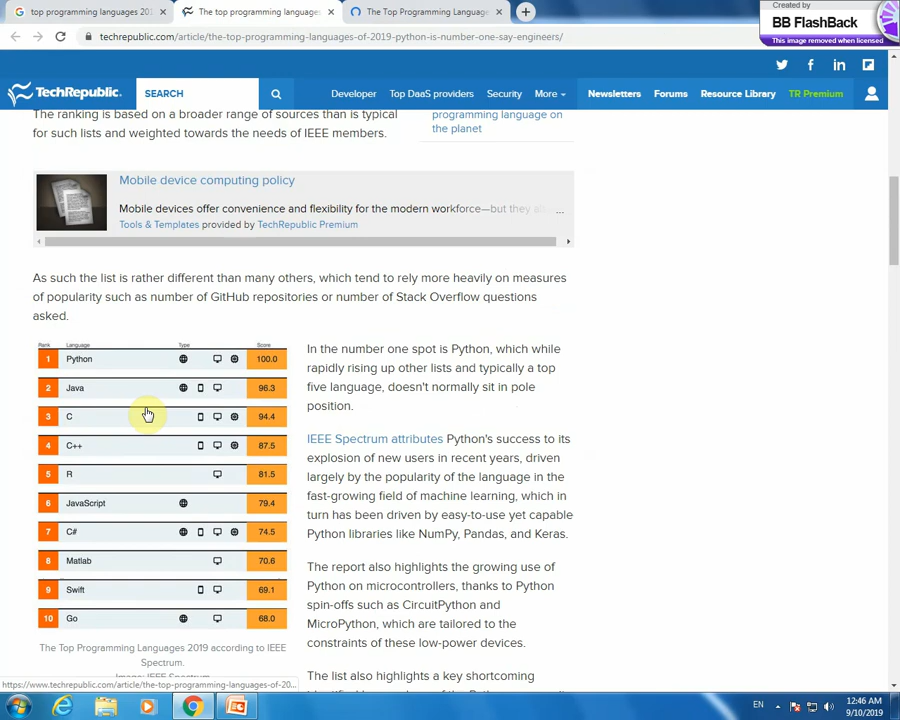 top programming languages 201
The top programming languages
The Top Programming Language
Created by
BB FlashBack
This image removed when licensed
techrepublic.com/article/the-top-programming-languages-of-2019-python-is-number-one-say-engineers/
TechRepublic.
SEARCH
Developer
Top DaaS providers
Security
More
Newsletters
Forums
Resource Library
TR Premium
The ranking is based on a broader range of sources than is typical
for such lists and weighted towards the needs of IEEE members.
programming language on
the planet
Mobile device computing policy
Mobile devices offer convenience and flexibility for the modern workforce—but they a ...
Tools & Templates provided by TechRepublic Premium
As such the list is rather different than many others, which tend to rely more heavily on measures
of popularity such as number of GitHub repositories or number of Stack Overflow questions
asked.
Rank Language Type Score
1 Python 100.0
2 Java 96.3
3 C 94.4
4 C++ 87.5
5 R 81.5
6 JavaScript 79.4
7 C# 74.5
8 Matlab 70.6
9 Swift 69.1
10 Go 68.0
The Top Programming Languages 2019 according to IEEE
Spectrum.
Image: IEEE Spectrum
In the number one spot is Python, which while
rapidly rising up other lists and typically a top
five language, doesn't normally sit in pole
position.
IEEE Spectrum attributes Python's success to its
explosion of new users in recent years, driven
largely by the popularity of the language in the
fast-growing field of machine learning, which in
turn has been driven by easy-to-use yet capable
Python libraries like NumPy, Pandas, and Keras.
The report also highlights the growing use of
Python on microcontrollers, thanks to Python
spin-offs such as CircuitPython and
MicroPython, which are tailored to the
constraints of these low-power devices.
The list also highlights a key shortcoming
https://www.techrepublic.com/article/the-top-programming-languages-of-20...
EN
12:46 AM
9/10/2019